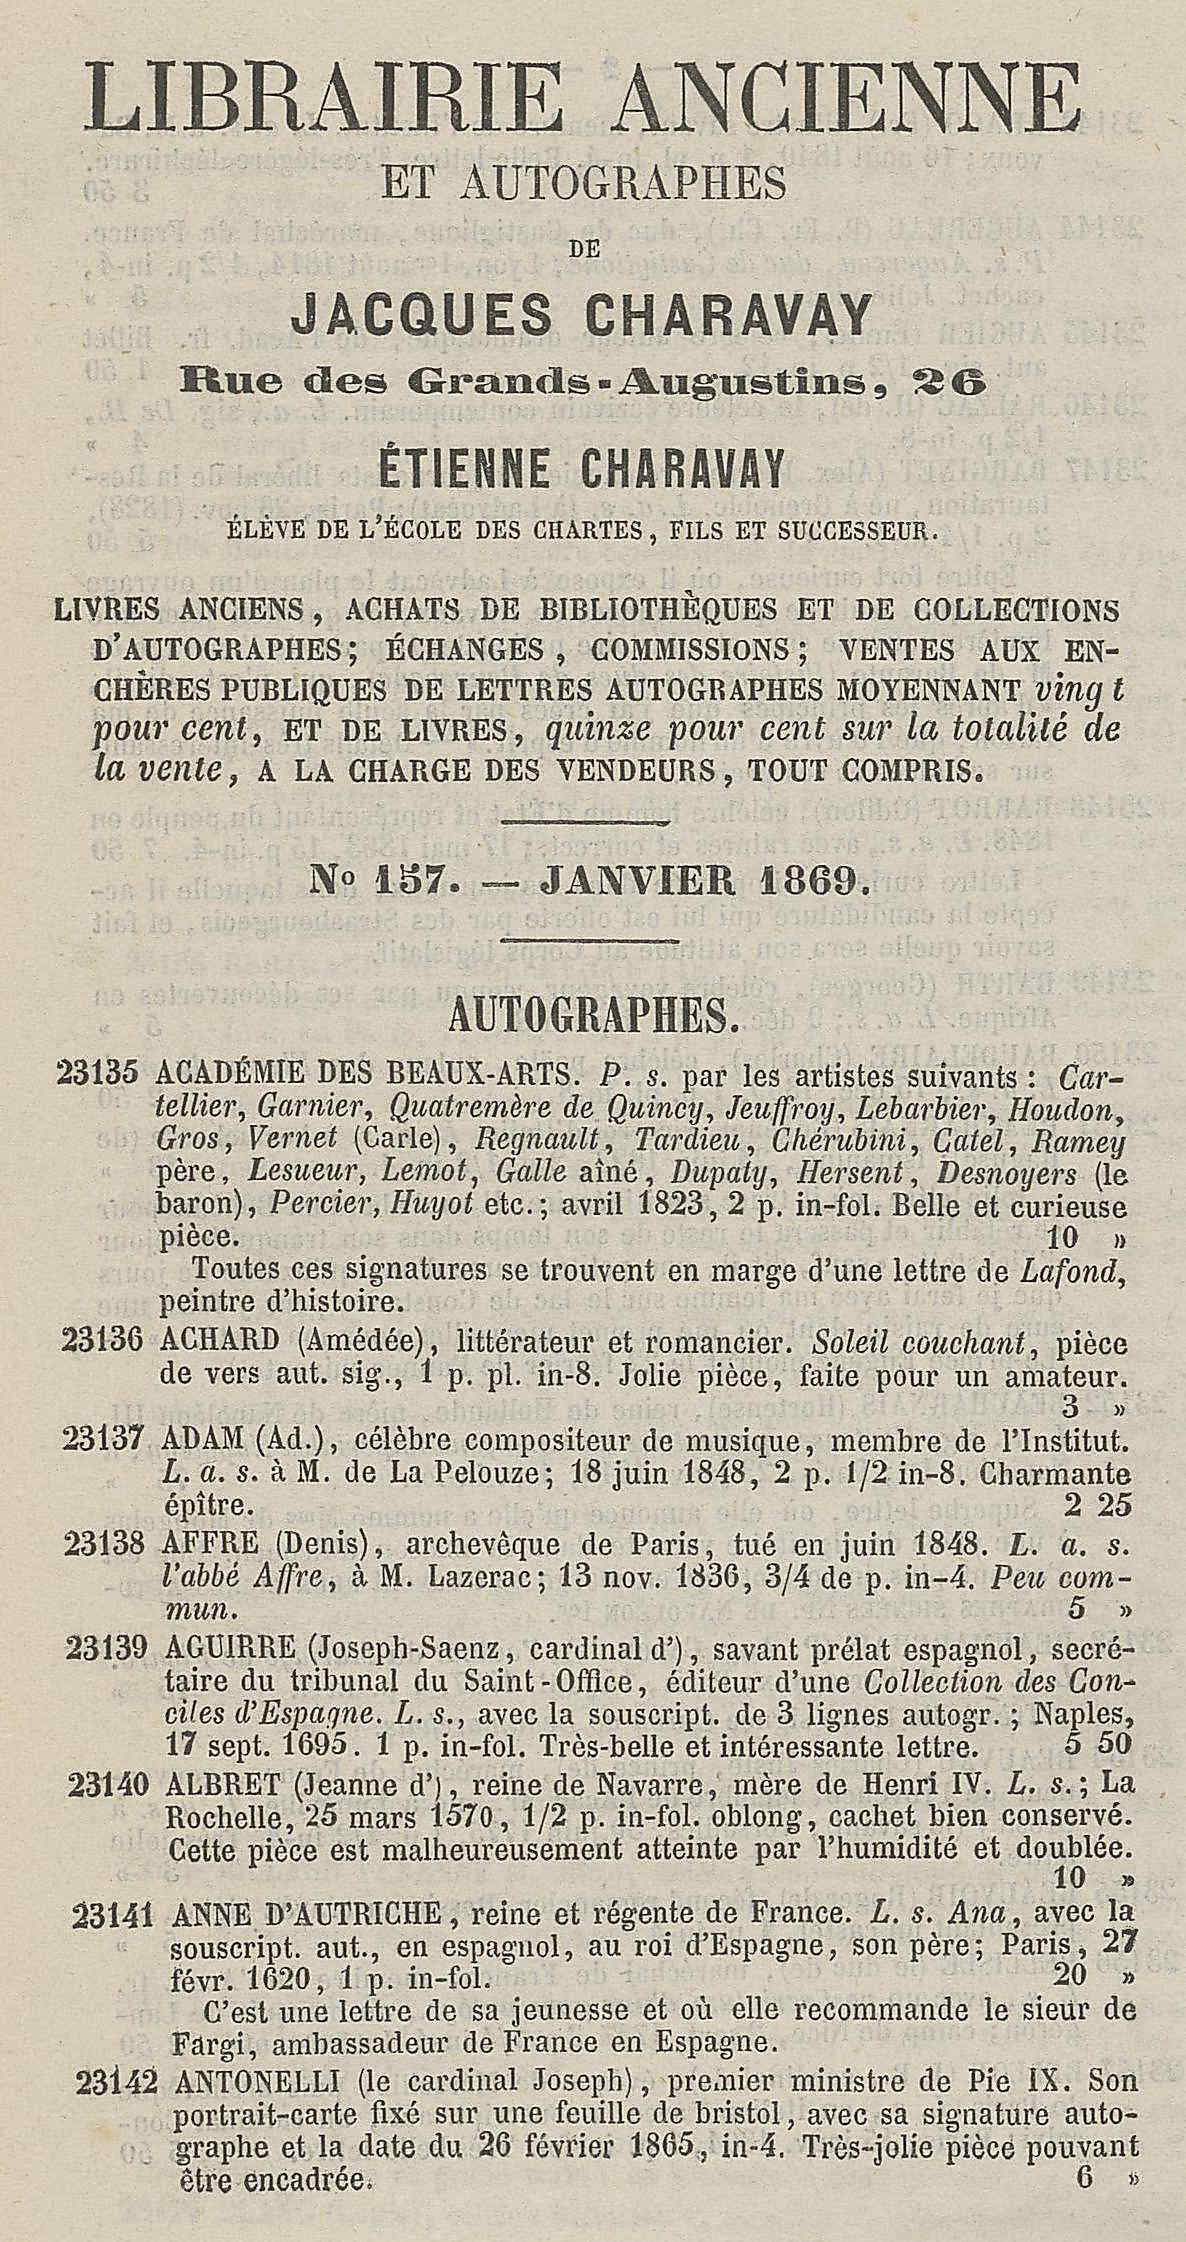 LIBRAIRIE ANCIENNE
ET AUTOGRAPHES
DE
JACQUES CHARAVAY
Rue des Grands-Augustins, 26
ÉTIENNE CHARAVAY
ÉLÈVE DE L'ÉCOLE DES CHARTES, FILS ET SUCCESSEUR.
LIVRES ANCIENS, ACHATS DE BIBLIOTHÈQUES ET DE COLLECTIONS
D'AUTOGRAPHES; ÉCHANGES, COMMISSIONS; VENTES AUX EN-
CHÈRES PUBLIQUES DE LETTRES AUTOGRAPHES MOYENNANT vingt
pour cent, ET DE LIVRES, quinze pour cent sur la totalité de
la vente, A LA CHARGE DES VENDEURS, TOUT COMPRIS.
No 157. — JANVIER 1869.
AUTOGRAPHES.
23135 ACADÉMIE DES BEAUX-ARTS. P. s. par les artistes suivants : Car-
tellier, Garnier, Quatremère de Quincy, Jeuffroy, Lebarbier, Houdon,
Gros, Vernet (Carle), Regnault, Tardieu, Chérubini, Catel, Ramey
père, Lesueur, Lemot, Galle aîné, Dupaty, Hersent, Desnoyers (le
baron), Percier, Huyot etc.; avril 1823, 2 p. in-fol. Belle et curieuse
pièce. 10 »
Toutes ces signatures se trouvent en marge d'une lettre de Lafond,
peintre d'histoire.
23136 ACHARD (Amédée), littérateur et romancier. Soleil couchant, pièce
de vers aut. sig., 1 p. pl. in-8. Jolie pièce, faite pour un amateur.
3 »
23137 ADAM (Ad.), célèbre compositeur de musique, membre de l'Institut.
L. a. s. à M. de La Pelouze; 18 juin 1848, 2 p. 1/2 in-8. Charmante
épître. 2 25
23138 AFFRE (Denis), archevêque de Paris, tué en juin 1848. L. a. s.
l'abbé Affre, à M. Lazerac; 13 nov. 1836, 3/4 de p. in-4. Peu com-
mun. 5 »
23139 AGUIRRE (Joseph-Saenz, cardinal d'), savant prélat espagnol, secré-
taire du tribunal du Saint-Office, éditeur d'une Collection des Con-
ciles d'Espagne. L. s., avec la souscript. de 3 lignes autogr. ; Naples,
17 sept. 1695. 1 p. in-fol. Très-belle et intéressante lettre. 5 50
23140 ALBRET (Jeanne d'), reine de Navarre, mère de Henri IV. L. s.; La
Rochelle, 25 mars 1570, 1/2 p. in-fol. oblong, cachet bien conservé.
Cette pièce est malheureusement atteinte par l'humidité et doublée.
10 »
23141 ANNE D'AUTRICHE, reine et régente de France. L. s. Ana, avec la
souscript. aut., en espagnol, au roi d'Espagne, son père; Paris, 27
févr. 1620, 1 p. in-fol. 20 »
C'est une lettre de sa jeunesse et où elle recommande le sieur de
Fargi, ambassadeur de France en Espagne.
23142 ANTONELLI (le cardinal Joseph), premier ministre de Pie IX. Son
portrait-carte fixé sur une feuille de bristol, avec sa signature auto-
graphe et la date du 26 février 1865, in-4. Très-jolie pièce pouvant
être encadrée. 6 »